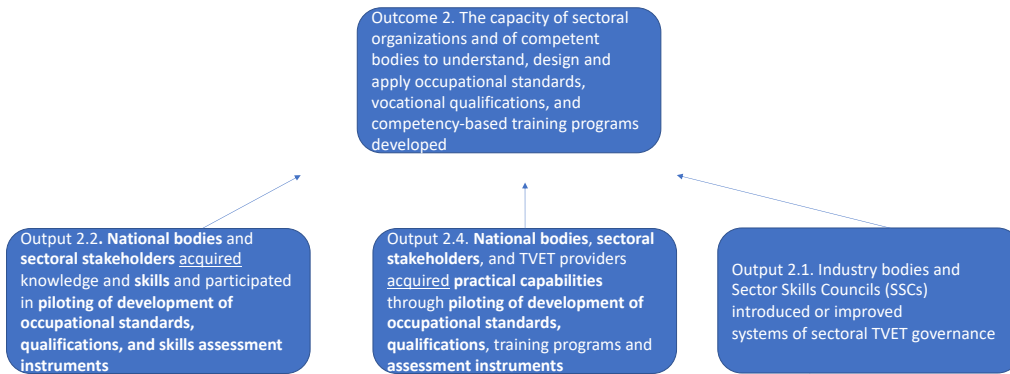 Outcome 2. The capacity of sectoral
organizations and of competent
bodies to understand, design and
apply occupational standards,
vocational qualifications, and
competency-based training programs
developed
Output 2.2. National bodies and
sectoral stakeholders acquired
knowledge and skills and participated
in piloting of development of
occupational standards,
qualifications, and skills assessment
instruments
Output 2.4. National bodies, sectoral
stakeholders, and TVET providers
acquired practical capabilities
through piloting of development of
occupational standards,
qualifications, training programs and
assessment instruments
Output 2.1. Industry bodies and
Sector Skills Councils (SSCs)
introduced or improved
systems of sectoral TVET governance